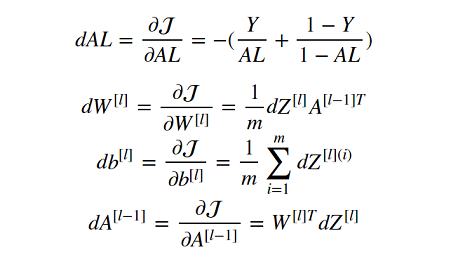 dAL = ∂𝒥/∂AL = -(Y/AL + (1 - Y)/(1 - AL))
dW^[l] = ∂𝒥/∂W^[l] = (1/m) dZ^[l] A^[l-1]T
db^[l] = ∂𝒥/∂b^[l] = (1/m) ∑_{i=1}^{m} dZ^[l](i)
dA^[l-1] = ∂𝒥/∂A^[l-1] = W^[l]T dZ^[l]